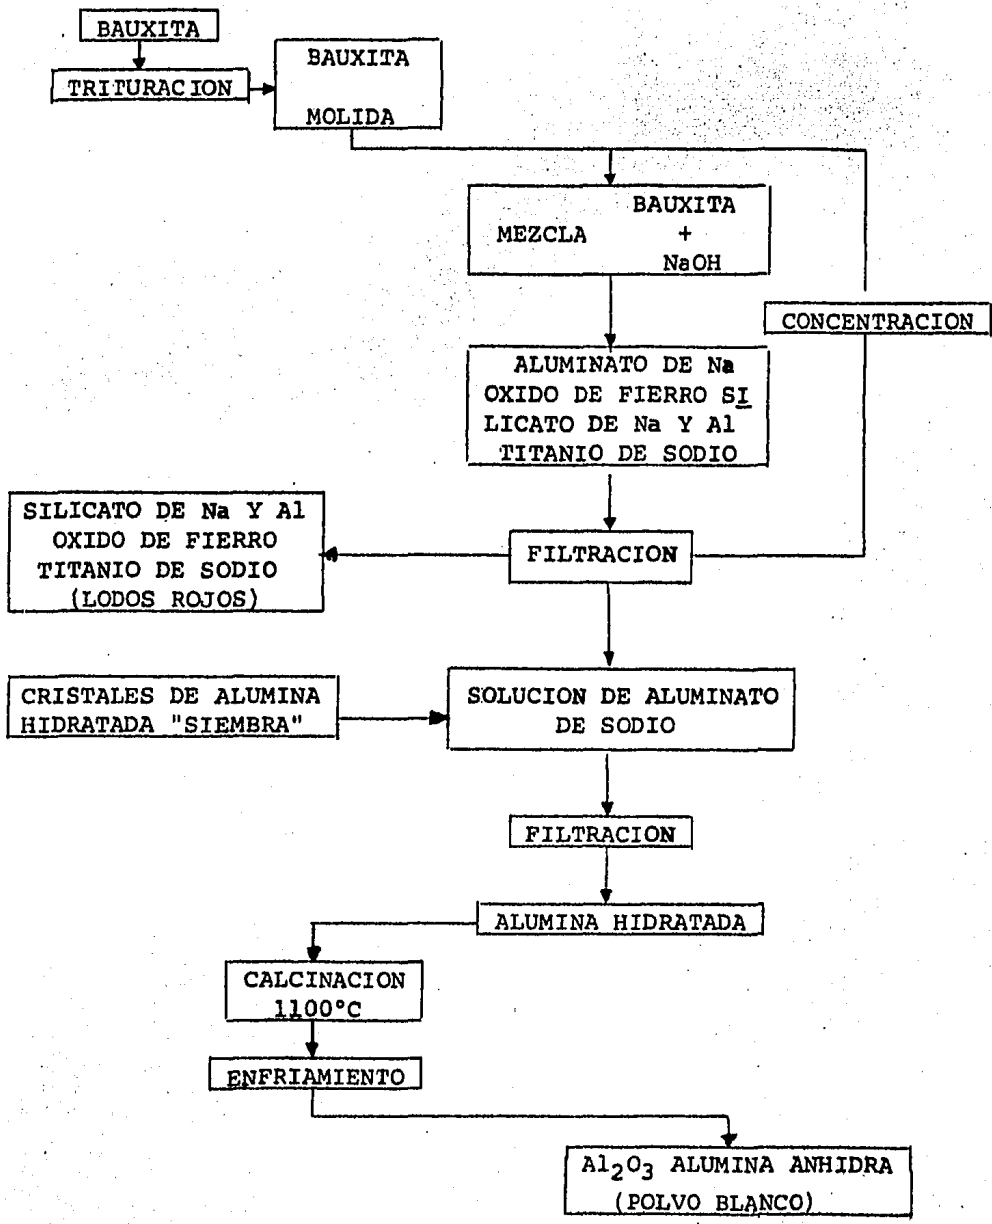 BAUXITA
TRITURACION
BAUXITA
MOLIDA
BAUXITA
MEZCLA +
NaOH
CONCENTRACION
ALUMINATO DE Na
OXIDO DE FIERRO SI
LICATO DE Na Y Al
TITANIO DE SODIO
SILICATO DE Na Y Al
OXIDO DE FIERRO
TITANIO DE SODIO
(LODOS ROJOS)
FILTRACION
CRISTALES DE ALUMINA
HIDRATADA "SIEMBRA"
SOLUCION DE ALUMINATO
DE SODIO
FILTRACION
ALUMINA HIDRATADA
CALCINACION
1100°C
ENFRIAMIENTO
Al₂O₃ ALUMINA ANHIDRA
(POLVO BLANCO)